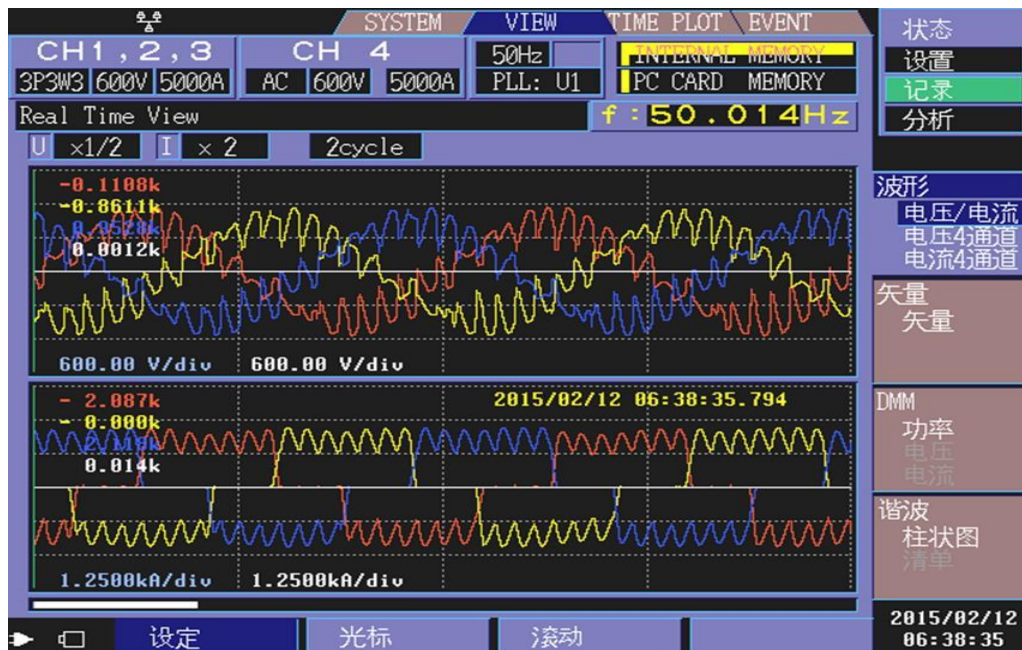 SYSTEM VIEW TIME PLOT EVENT
CH1,2,3 CH 4 50Hz INTERNAL MEMORY
3P3W3 600V 5000A AC 600V 5000A PLL: U1 PC CARD MEMORY
Real Time View f:50.014Hz
U x1/2 I x 2 2cycle
-0.1108k
-0.8611k
0.9528k
0.0012k
600.00 V/div 600.00 V/div
- 2.087k 2015/02/12 06:38:35.794
- 0.000k
0.014k
1.2500kA/div 1.2500kA/div
设定 光标 滚动
状态
设置
记录
分析
波形
电压/电流
电压4通道
电流4通道
矢量
矢量
DMM
功率
电压
电流
谐波
柱状图
清单
2015/02/12
06:38:35